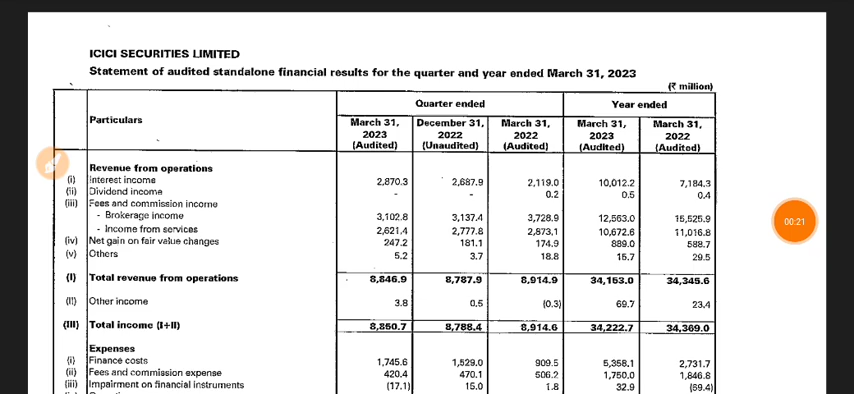 ICICI SECURITIES LIMITED
Statement of audited standalone financial results for the quarter and year ended March 31, 2023
(₹ million)
Particulars Quarter ended Year ended
March 31, 2023 (Audited) December 31, 2022 (Unaudited) March 31, 2022 (Audited) March 31, 2023 (Audited) March 31, 2022 (Audited)
Revenue from operations
(i) Interest income 2,870.3 2,687.9 2,119.0 10,012.2 7,184.3
(ii) Dividend income - - 0.2 0.5 0.4
(iii) Fees and commission income
- Brokerage income 3,102.8 3,137.4 3,728.9 12,563.0 15,525.9
- Income from services 2,621.4 2,777.8 2,873.1 10,672.6 11,016.8
(iv) Net gain on fair value changes 247.2 181.1 174.9 889.0 588.7
(v) Others 5.2 3.7 18.8 15.7 29.5
(I) Total revenue from operations 8,846.9 8,787.9 8,914.9 34,153.0 34,345.6
(II) Other income 3.8 0.5 (0.3) 69.7 23.4
(III) Total income (I+II) 8,850.7 8,788.4 8,914.6 34,222.7 34,369.0
Expenses
(i) Finance costs 1,745.6 1,529.0 909.5 5,358.1 2,731.7
(ii) Fees and commission expense 420.4 470.1 506.2 1,750.0 1,846.8
(iii) Impairment on financial instruments (17.1) 15.0 1.8 32.9 (69.4)
00:21